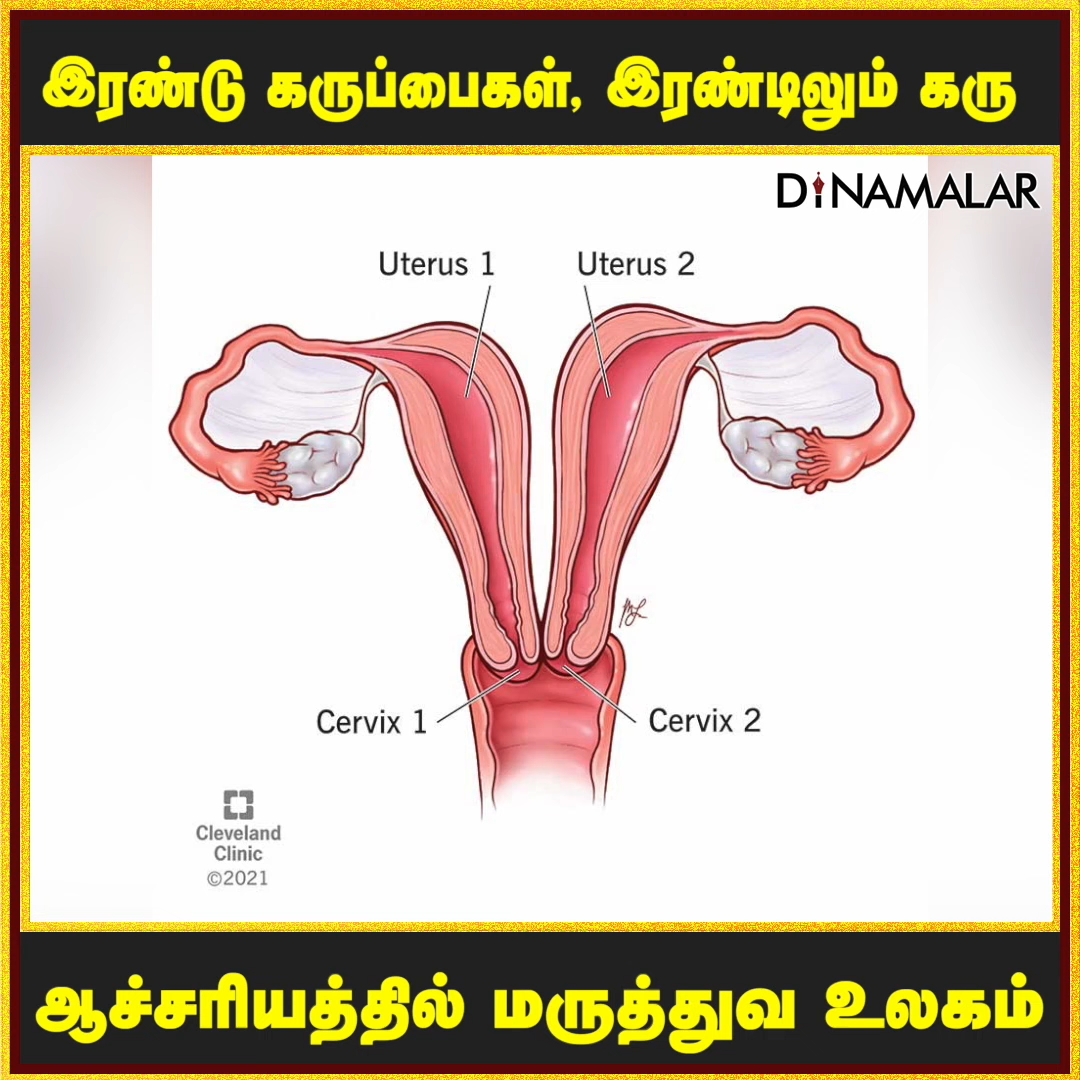 இரண்டு கருப்பைகள், இரண்டிலும் கரு
DINAMALAR
Uterus 1 Uterus 2
Cervix 1 Cervix 2
Cleveland
Clinic
©2021
ஆச்சரியத்தில் மருத்துவ உலகம்